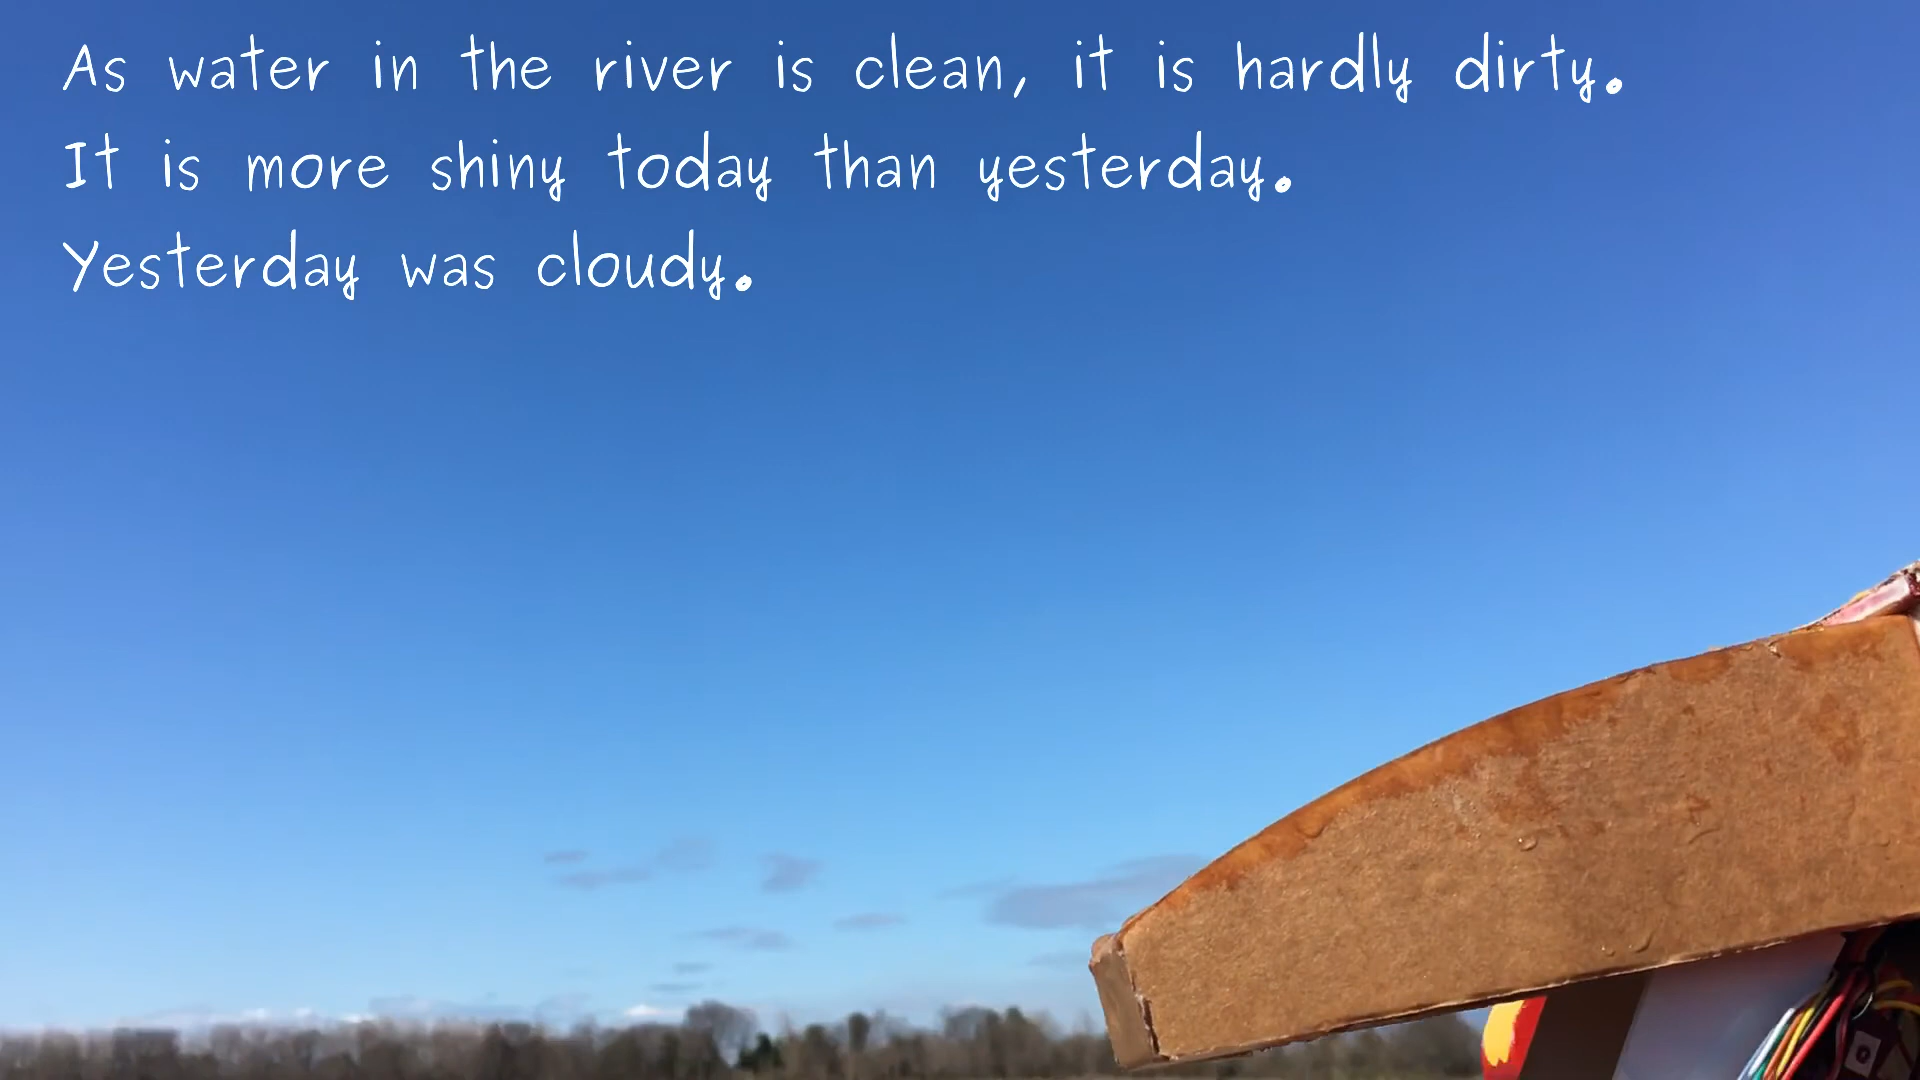 As water in the river is clean, it is hardly dirty.
It is more shiny today than yesterday.
Yesterday was cloudy.